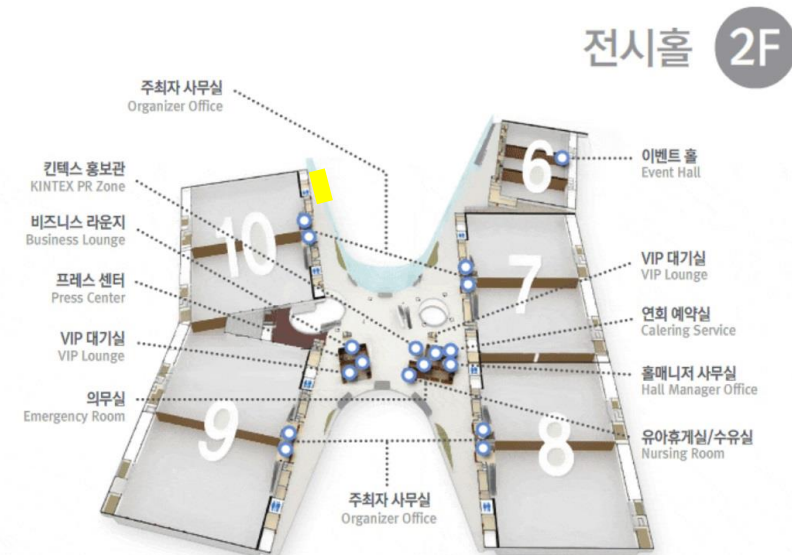 전시홀 2F
주최자 사무실
Organizer Office
킨텍스 홍보관
KINTEX PR Zone
비즈니스 라운지
Business Lounge
프레스 센터
Press Center
VIP 대기실
VIP Lounge
의무실
Emergency Room
10
9
6
7
8
이벤트 홀
Event Hall
VIP 대기실
VIP Lounge
연회 예약실
Calering Service
홀매니저 사무실
Hall Manager Office
유아휴게실/수유실
Nursing Room
주최자 사무실
Organizer Office